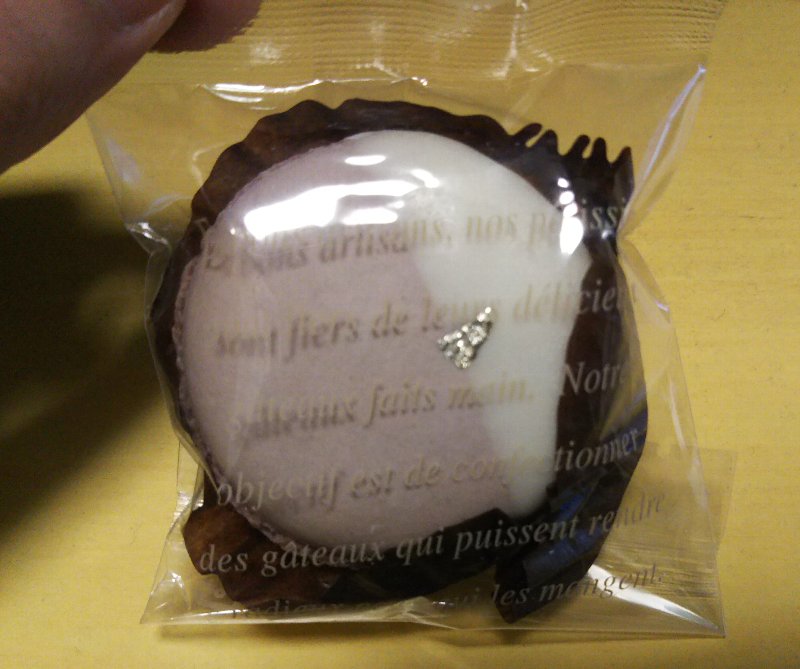 bons artisans, nos
sont fiers de leurs
gâteaux faits main. Notre
objectif est de confectionner
des gâteaux qui puissent rendre
les mangent.